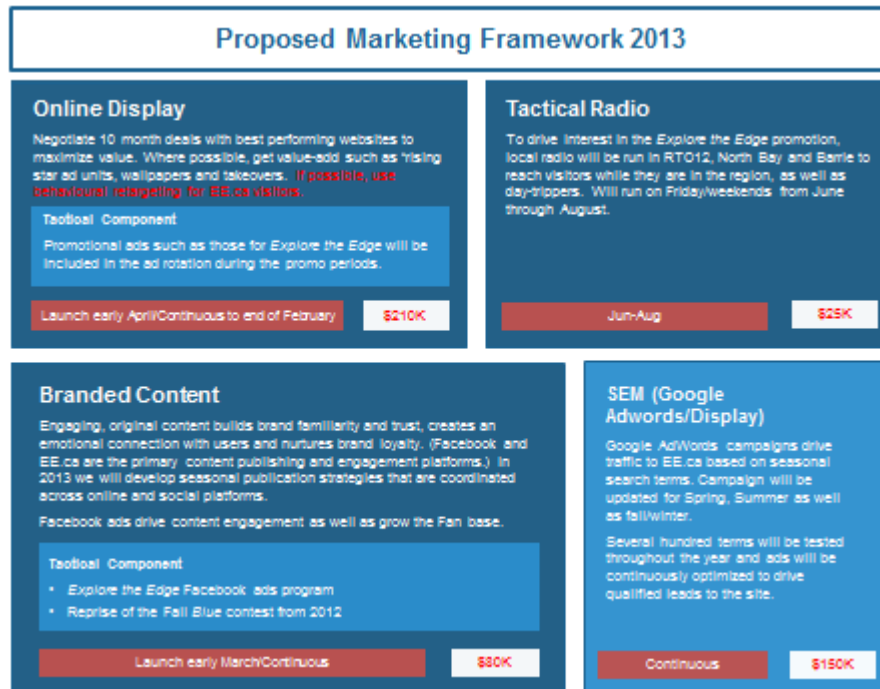 Proposed Marketing Framework 2013
Online Display
Negotiate 10 month deals with best performing websites to
maximize value. Where possible, get value-add such as "rising
star ad units, wallpapers and takeovers. If possible, use
behavioural retargeting for EE.ca visitors.
Tactical Component
Promotional ads such as those for Explore the Edge will be
included in the ad rotation during the promo periods.
Launch early April/Continuous to end of February
$210K
Tactical Radio
To drive interest in the Explore the Edge promotion,
local radio will be run in RTO12, North Bay and Barrie to
reach visitors while they are in the region, as well as
day-trippers. Will run on Friday/weekends from June
through August.
Jun-Aug
$25K
Branded Content
Engaging, original content builds brand familiarity and trust, creates an
emotional connection with users and nurtures brand loyalty. (Facebook and
EE.ca are the primary content publishing and engagement platforms.) In
2013 we will develop seasonal publication strategies that are coordinated
across online and social platforms.
Facebook ads drive content engagement as well as grow the Fan base.
Tactical Component
• Explore the Edge Facebook ads program
• Reprise of the Fall Blue contest from 2012
Launch early March/Continuous
$80K
SEM (Google
Adwords/Display)
Google AdWords campaigns drive
traffic to EE.ca based on seasonal
search terms. Campaign will be
updated for Spring, Summer as well
as fall/winter.
Several hundred terms will be tested
throughout the year and ads will be
continuously optimized to drive
qualified leads to the site.
Continuous
$150K